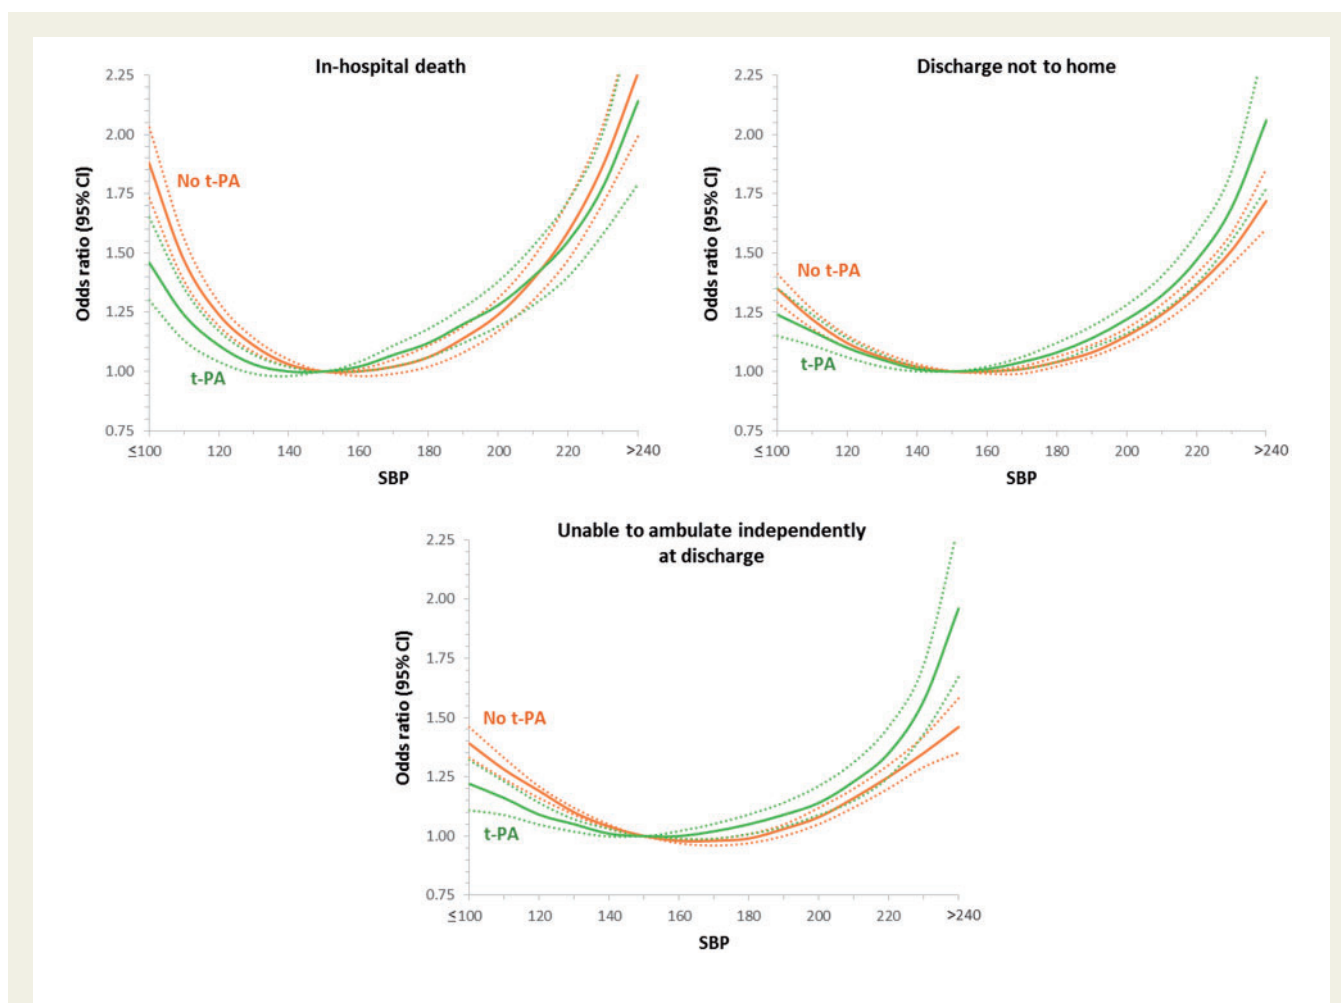 In-hospital death
Odds ratio (95% CI)
2.25
2.00
1.75
1.50
1.25
1.00
0.75
No t-PA
t-PA
≤100 120 140 160 180 200 220 >240
SBP
Discharge not to home
Odds ratio (95% CI)
2.25
2.00
1.75
1.50
1.25
1.00
0.75
No t-PA
t-PA
≤100 120 140 160 180 200 220 >240
SBP
Unable to ambulate independently
at discharge
Odds ratio (95% CI)
2.25
2.00
1.75
1.50
1.25
1.00
0.75
No t-PA
t-PA
≤100 120 140 160 180 200 220 >240
SBP